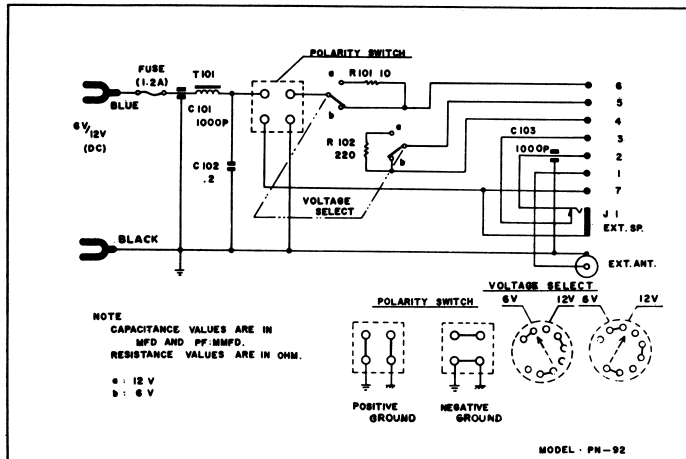 POLARITY SWITCH
FUSE
(1.2A)
T101
a
R101 10
BLUE
C101
1000P
b
6V/12V
(DC)
C102
.2
R102
220
a
b
VOLTAGE
SELECT
C103
1000P
6
5
4
3
2
1
7
J1
EXT.SP.
BLACK
EXT.ANT.
NOTE
CAPACITANCE VALUES ARE IN
MFD AND PF:MMFD.
RESISTANCE VALUES ARE IN OHM.
a : 12 V
b : 6 V
POLARITY SWITCH
VOLTAGE SELECT
6V 12V 6V 12V
POSITIVE
GROUND
NEGATIVE
GROUND
MODEL · PN-92